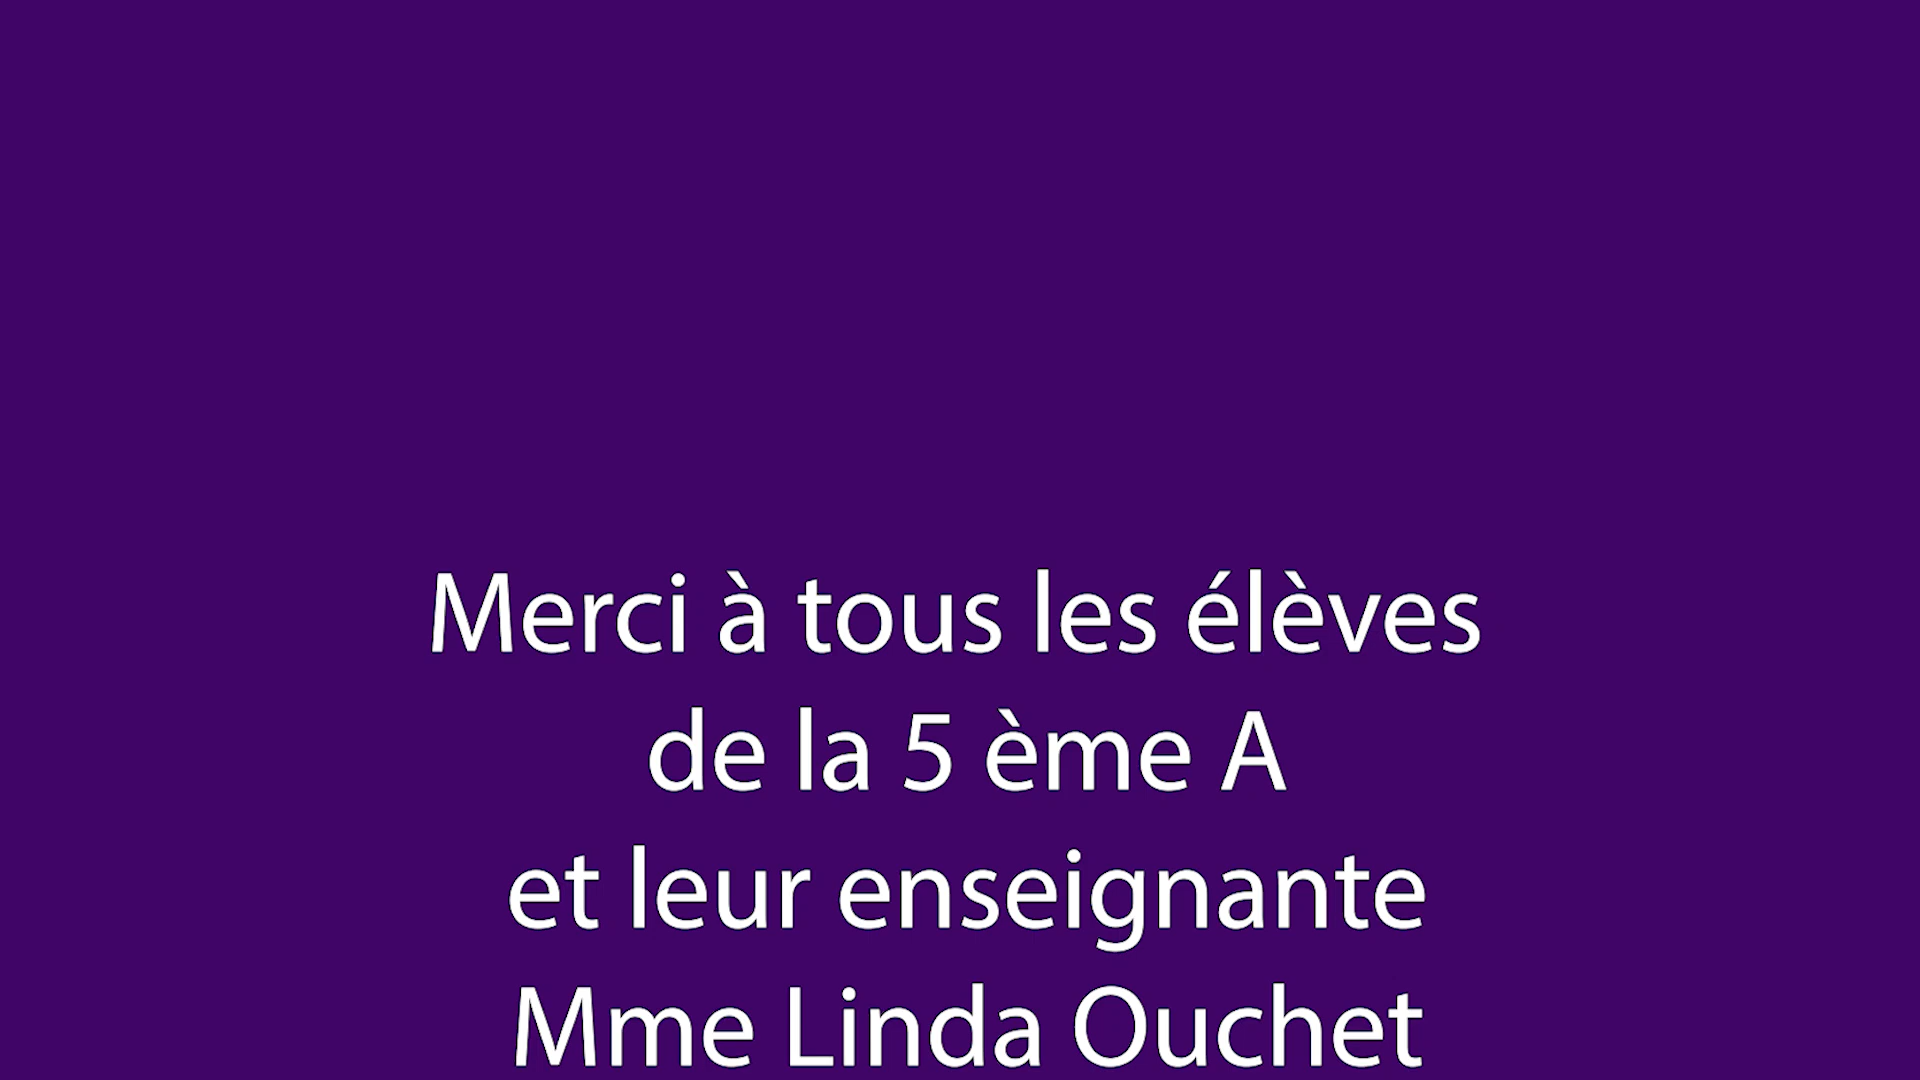 Merci à tous les élèves
de la 5 ème A
et leur enseignante
Mme Linda Ouchet